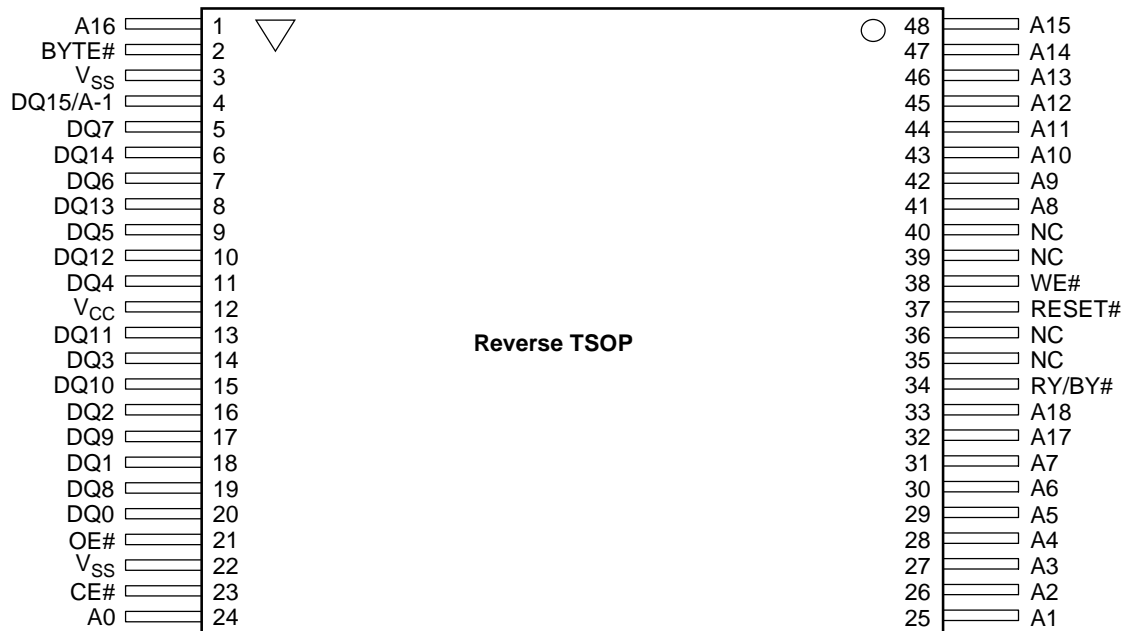 A16 1 48 A15
BYTE# 2 47 A14
VSS 3 46 A13
DQ15/A-1 4 45 A12
DQ7 5 44 A11
DQ14 6 43 A10
DQ6 7 42 A9
DQ13 8 41 A8
DQ5 9 40 NC
DQ12 10 39 NC
DQ4 11 38 WE#
VCC 12 37 RESET#
DQ11 13 Reverse TSOP 36 NC
DQ3 14 35 NC
DQ10 15 34 RY/BY#
DQ2 16 33 A18
DQ9 17 32 A17
DQ1 18 31 A7
DQ8 19 30 A6
DQ0 20 29 A5
OE# 21 28 A4
VSS 22 27 A3
CE# 23 26 A2
A0 24 25 A1